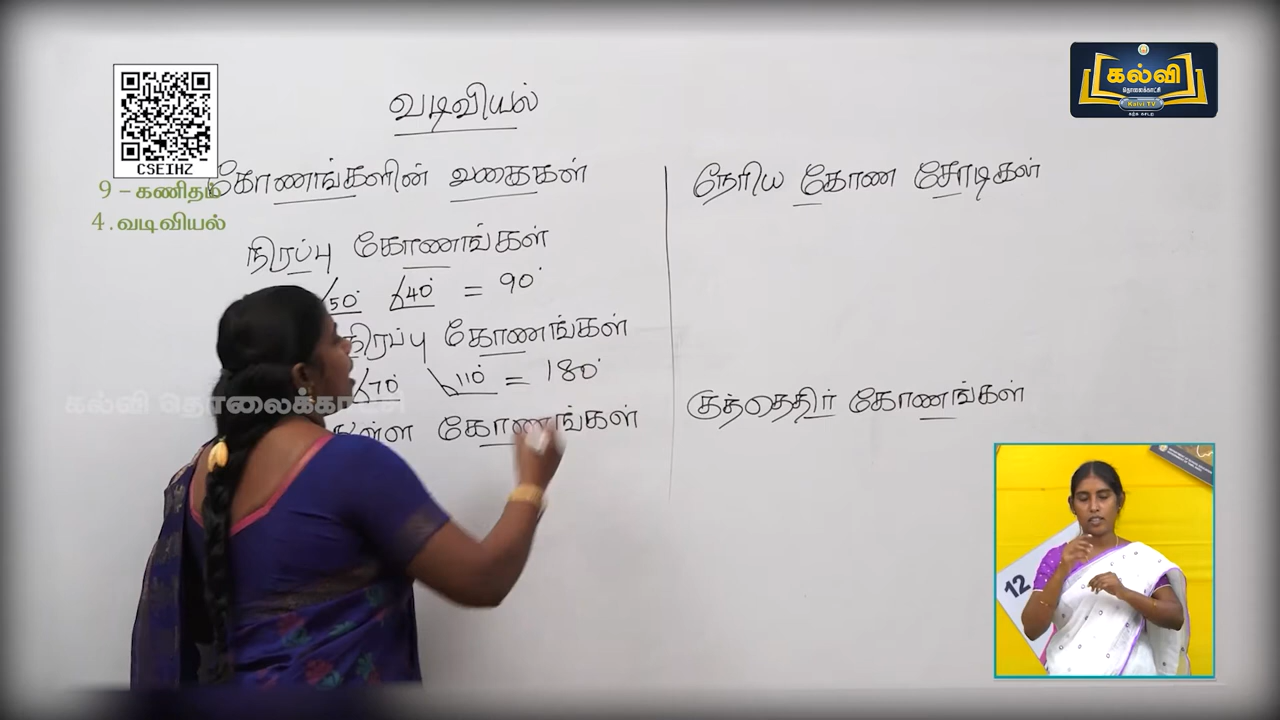 வடிவியல்
கோணங்களின் வகைகள்
நிரப்பு கோணங்கள்
50° 40° = 90°
கோணங்கள்
70° 110° = 180°
கோணங்கள்
நேரிய கோண சோடிகள்
குத்தெதிர் கோணங்கள்
CSEIHZ
9 - கணிதம்
4 .வடிவியல்
கல்வி
தொலைக்காட்சி
Kalvi TV
கல்வி தொலைக்காட்சி
12